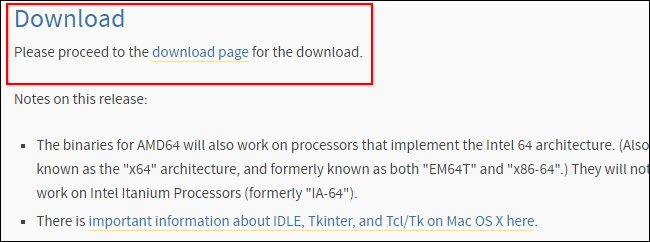 Download
Please proceed to the download page for the download.
Notes on this release:
The binaries for AMD64 will also work on processors that implement the Intel 64 architecture. (Also
known as the "x64" architecture, and formerly known as both "EM64T" and "x86-64".) They will not
work on Intel Itanium Processors (formerly "IA-64").
There is important information about IDLE, Tkinter, and Tcl/Tk on Mac OS X here.